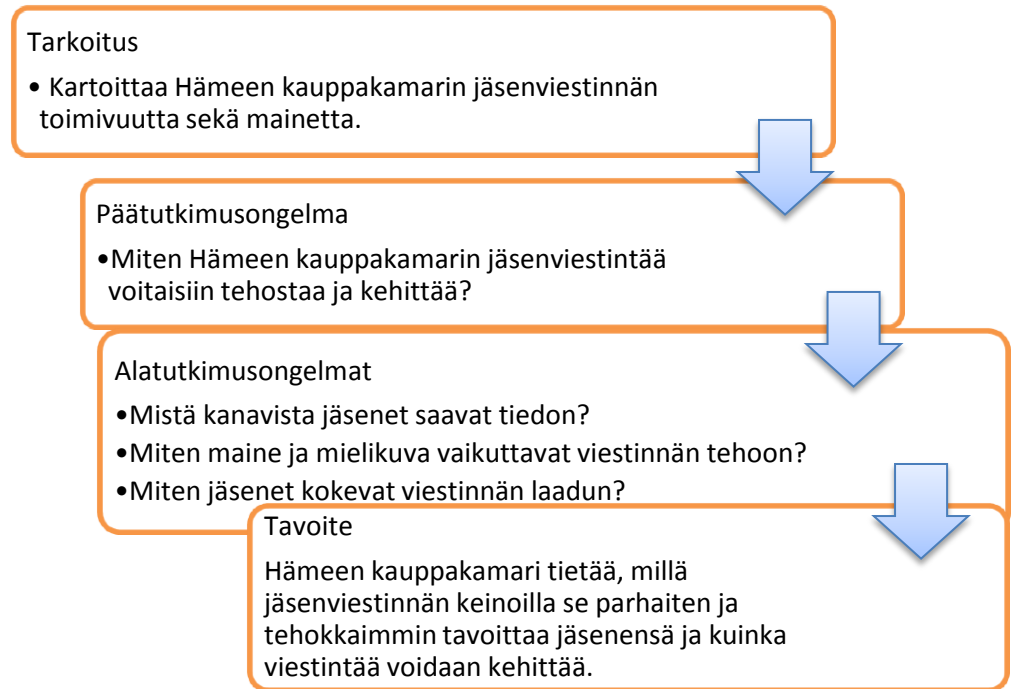 Tarkoitus
• Kartoittaa Hämeen kauppakamarin jäsenviestinnän
toimivuutta sekä mainetta.
Päätutkimusongelma
•Miten Hämeen kauppakamarin jäsenviestintää
voitaisiin tehostaa ja kehittää?
Alatutkimusongelmat
•Mistä kanavista jäsenet saavat tiedon?
•Miten maine ja mielikuva vaikuttavat viestinnän tehoon?
•Miten jäsenet kokevat viestinnän laadun?
Tavoite
Hämeen kauppakamari tietää, millä
jäsenviestinnän keinoilla se parhaiten ja
tehokkaimmin tavoittaa jäsenensä ja kuinka
viestintää voidaan kehittää.